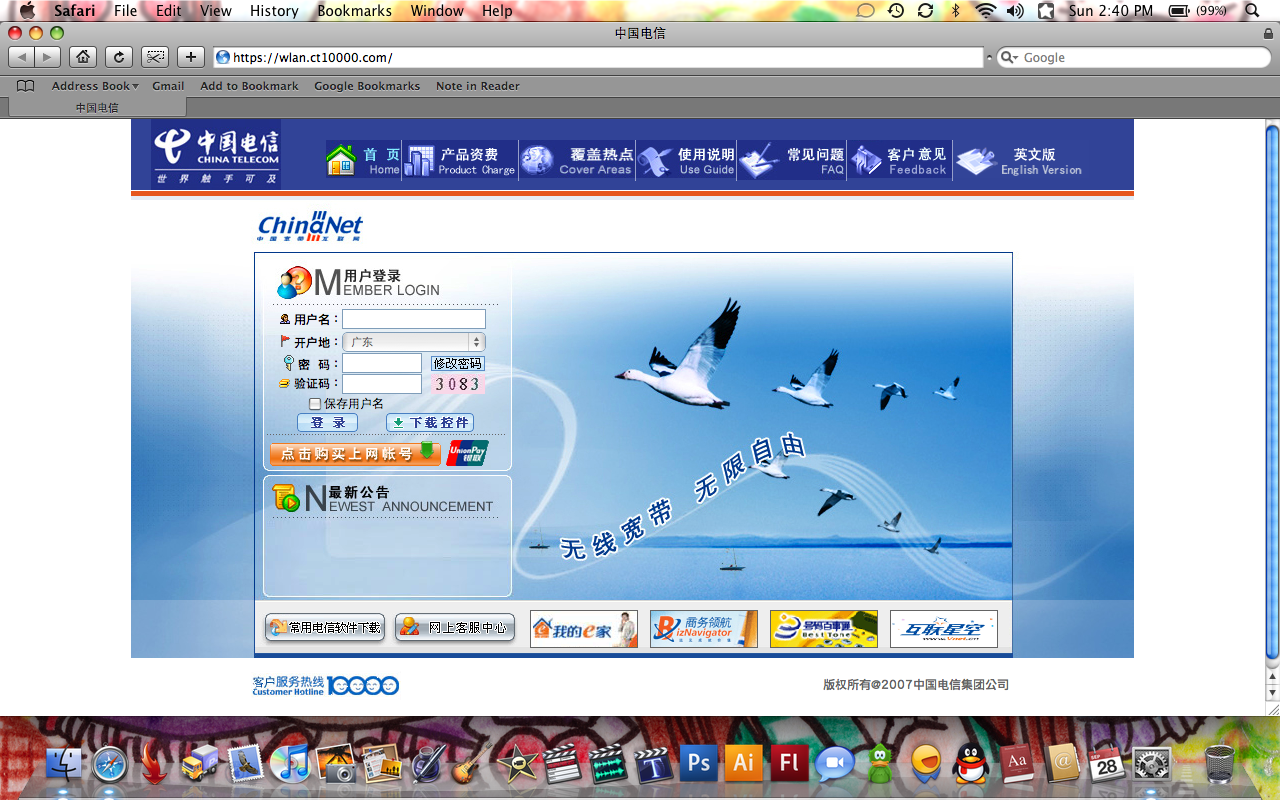 Safari File Edit View History Bookmarks Window Help Sun 2:40 PM (99%)
中国电信
https://wlan.ct10000.com/ Google
Address Book Gmail Add to Bookmark Google Bookmarks Note in Reader
中国电信
中国电信
CHINA TELECOM
世界触手可及
首 页
Home
产品资费
Product Charge
覆盖热点
Cover Areas
使用说明
Use Guide
常见问题
FAQ
客户意见
Feedback
英文版
English Version
ChinaNet
中国宽带互联网
用户登录
MEMBER LOGIN
用户名：
开户地： 广东
密 码： 修改密码
验证码： 3083
保存用户名
登 录 下载控件
点击购买上网帐号 UnionPay 银联
最新公告
NEWEST ANNOUNCEMENT
无线宽带 无限自由
常用电信软件下载 网上客服中心
我的e家
商务领航
BizNavigator
号码百事通
BestTone
互联星空
www.Vnet.cn
客户服务热线
Customer Hotline 10000
版权所有@2007中国电信集团公司
T Ps Ai Fl Aa @ SEP 28